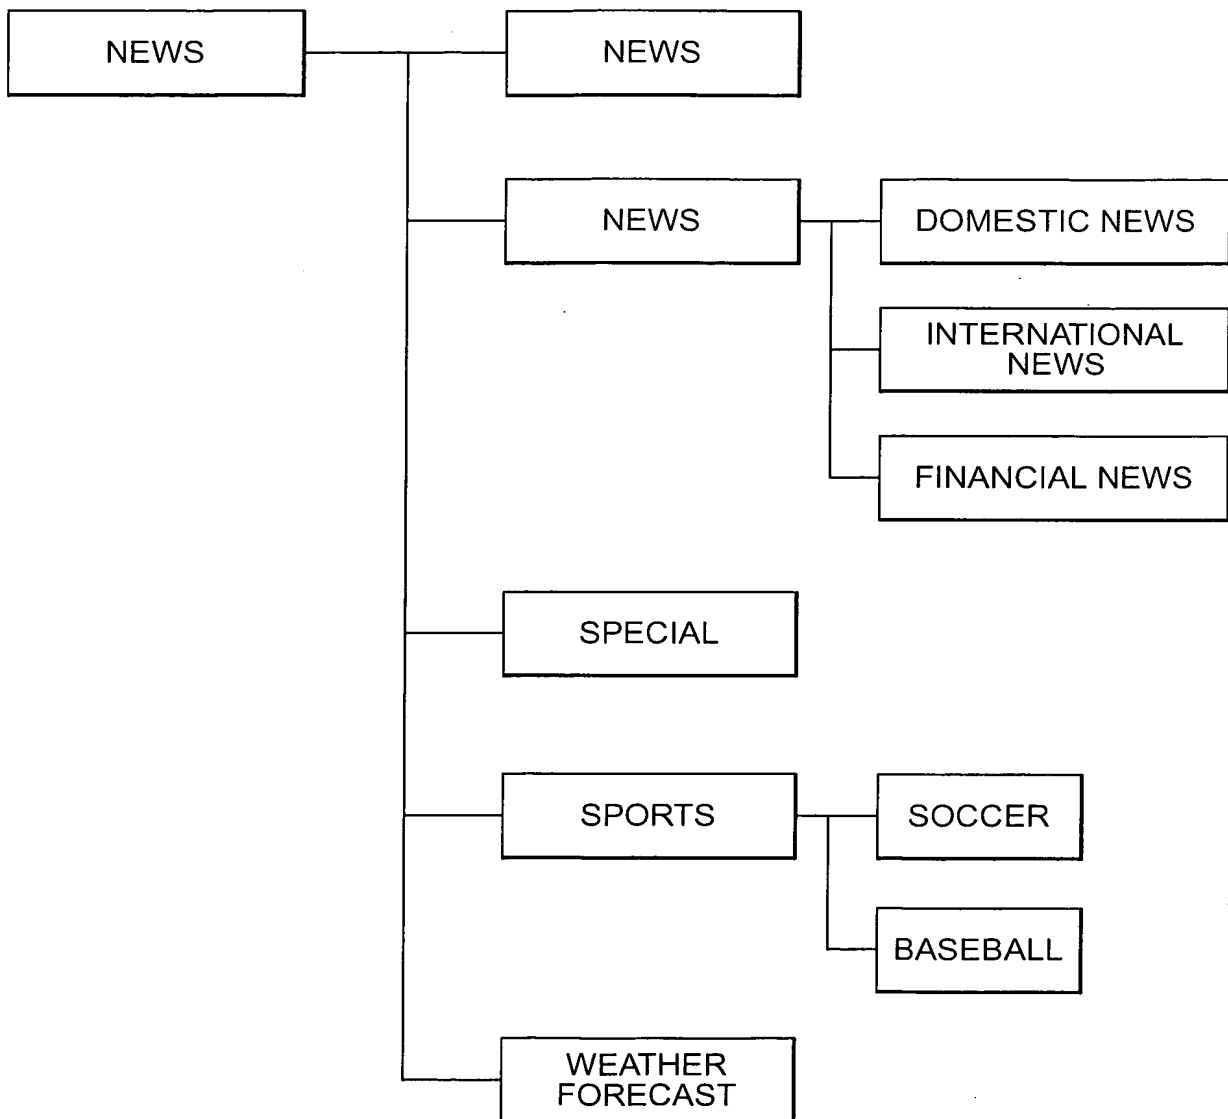 NEWS
NEWS
NEWS
DOMESTIC NEWS
INTERNATIONAL
NEWS
FINANCIAL NEWS
SPECIAL
SPORTS
SOCCER
BASEBALL
WEATHER
FORECAST